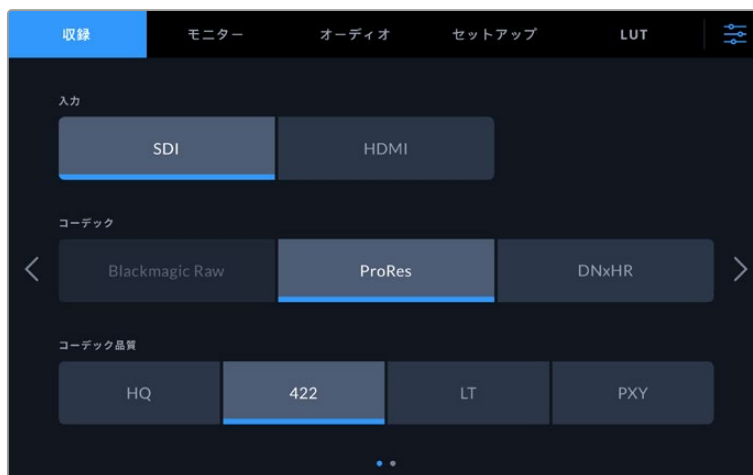 収録 モニター オーディオ セットアップ LUT
入力
SDI HDMI
コーデック
Blackmagic Raw ProRes DNxHR
コーデック品質
HQ 422 LT PXY